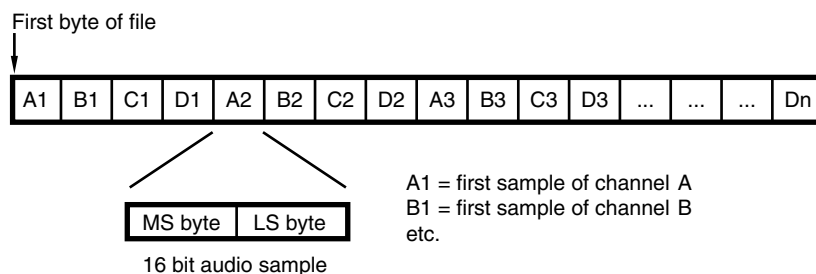 First byte of file
A1 B1 C1 D1 A2 B2 C2 D2 A3 B3 C3 D3 ... ... ... Dn
A1 = first sample of channel A
MS byte LS byte
B1 = first sample of channel B
etc.
16 bit audio sample